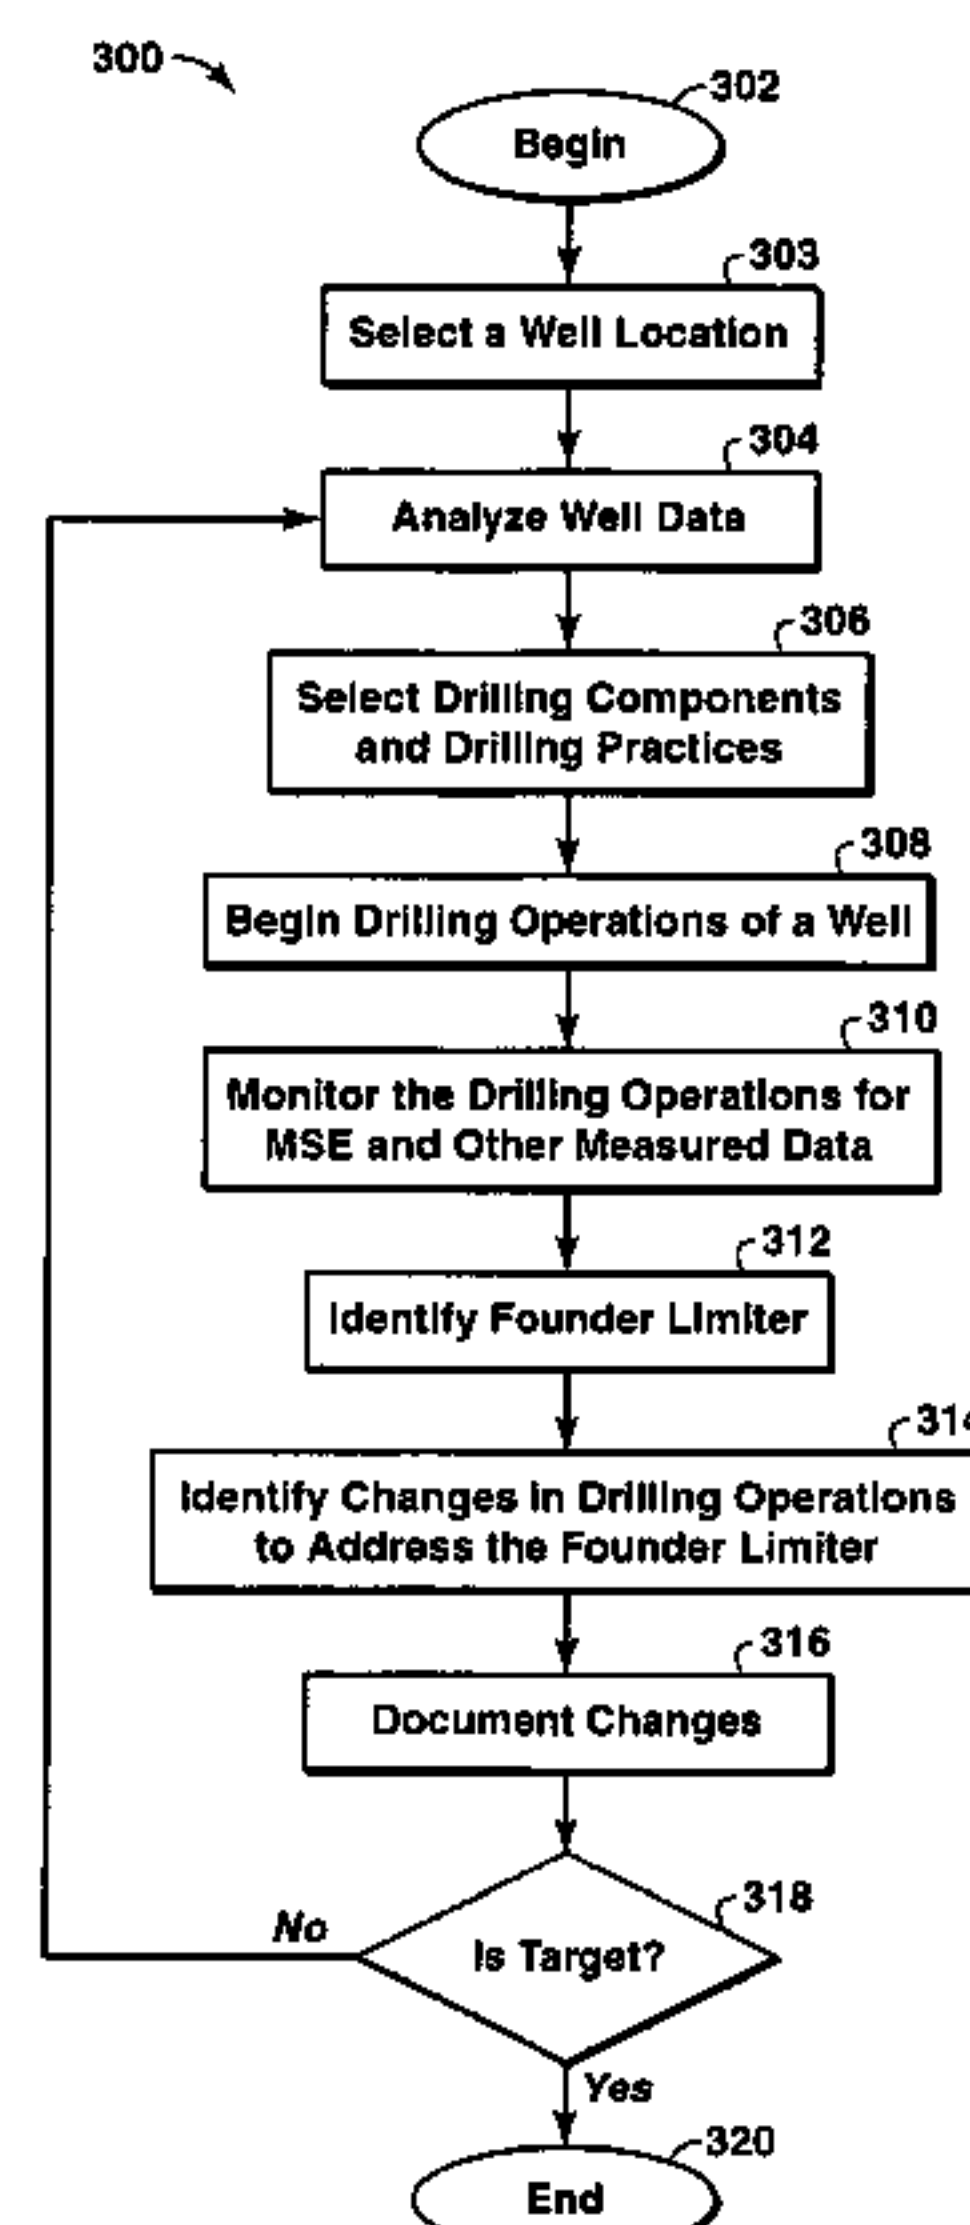 300
302
Begin
303
Select a Well Location
304
Analyze Well Data
306
Select Drilling Components
and Drilling Practices
308
Begin Drilling Operations of a Well
310
Monitor the Drilling Operations for
MSE and Other Measured Data
312
Identify Founder Limiter
314
Identify Changes in Drilling Operations
to Address the Founder Limiter
316
Document Changes
318
No
Is Target?
Yes
320
End